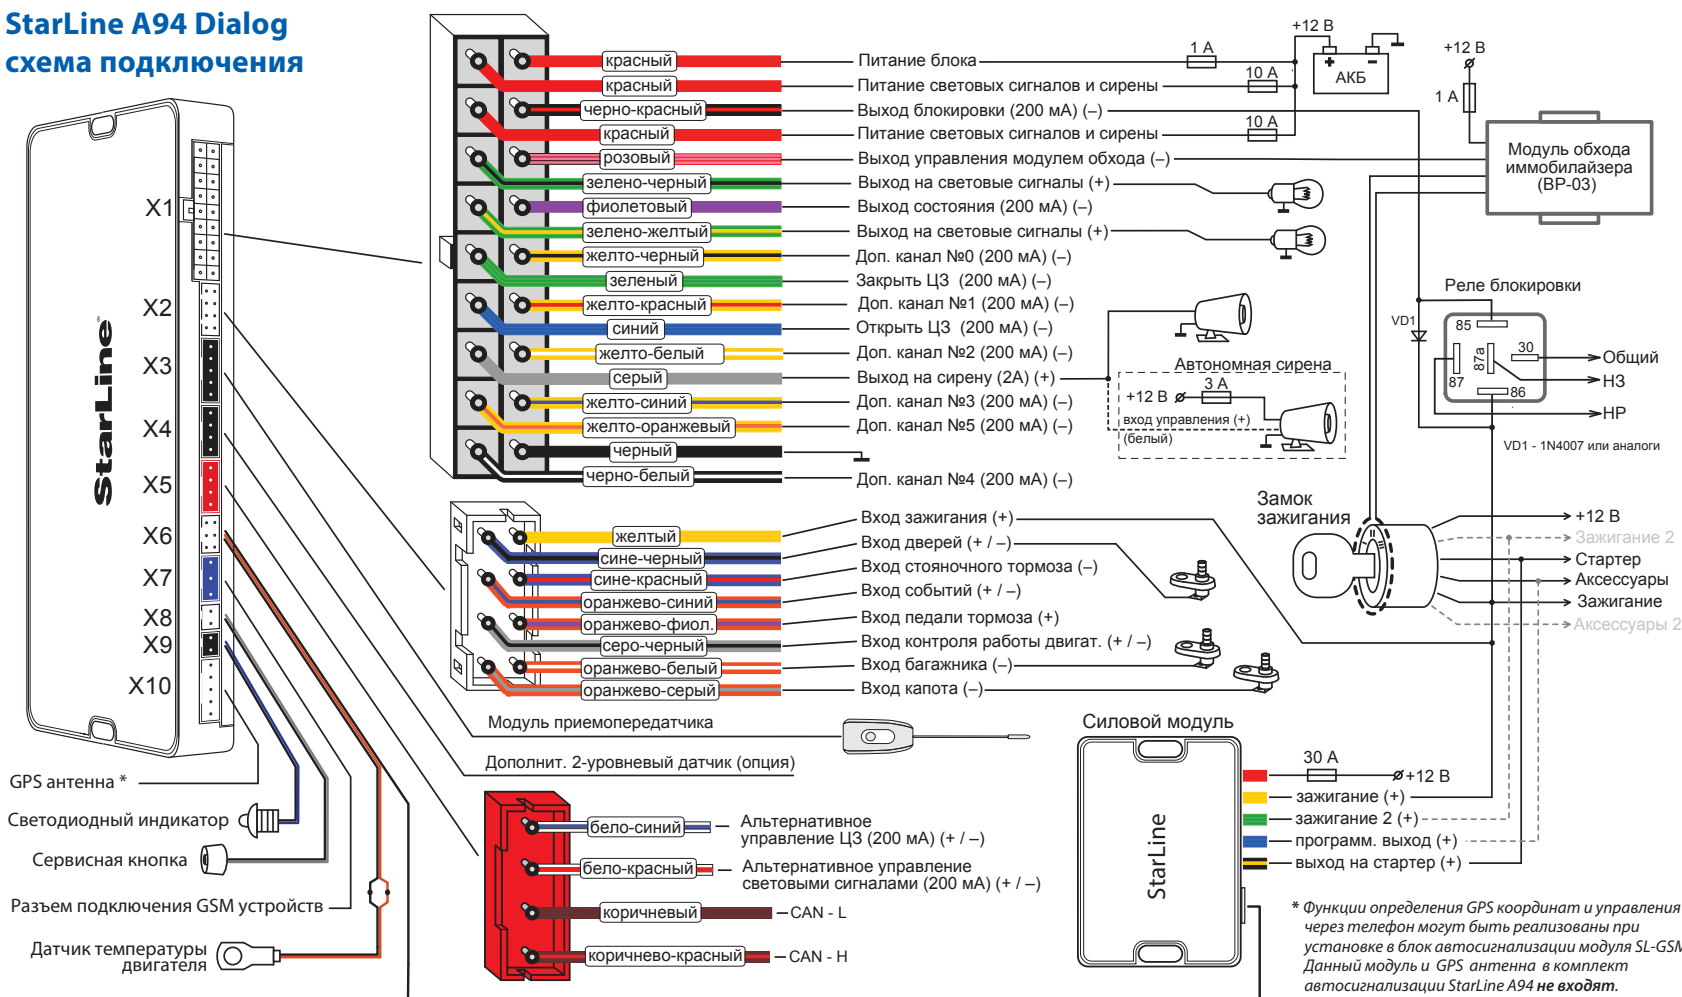 StarLine A94 Dialog
схема подключения
StarLine
X1
X2
X3
X4
X5
X6
X7
X8
X9
X10
GPS антенна *
Светодиодный индикатор
Сервисная кнопка
Разъем подключения GSM устройств
Датчик температуры
двигателя
красный
Питание блока
1 А
красный
Питание световых сигналов и сирены
10 А
черно-красный
Выход блокировки (200 мА) (–)
красный
Питание световых сигналов и сирены
10 А
розовый
Выход управления модулем обхода (–)
зелено-черный
Выход на световые сигналы (+)
фиолетовый
Выход состояния (200 мА) (–)
зелено-желтый
Выход на световые сигналы (+)
желто-черный
Доп. канал №0 (200 мА) (–)
зеленый
Закрыть ЦЗ (200 мА) (–)
желто-красный
Доп. канал №1 (200 мА) (–)
синий
Открыть ЦЗ (200 мА) (–)
желто-белый
Доп. канал №2 (200 мА) (–)
серый
Выход на сирену (2А) (+)
желто-синий
Доп. канал №3 (200 мА) (–)
желто-оранжевый
Доп. канал №5 (200 мА) (–)
черный
черно-белый
Доп. канал №4 (200 мА) (–)
+12 В
+ –
АКБ
+12 В
1 А
Модуль обхода
иммобилайзера
(BP-03)
Автономная сирена
+12 В
3 А
вход управления (+)
(белый)
Реле блокировки
VD1
85
30
87a
87
86
Общий
НЗ
НР
VD1 - 1N4007 или аналоги
желтый
Вход зажигания (+)
сине-черный
Вход дверей (+ / –)
сине-красный
Вход стояночного тормоза (–)
оранжево-синий
Вход событий (+ / –)
оранжево-фиол.
Вход педали тормоза (+)
серо-черный
Вход контроля работы двигат. (+ / –)
оранжево-белый
Вход багажника (–)
оранжево-серый
Вход капота (–)
Замок
зажигания
+12 В
Зажигание 2
Стартер
Аксессуары
Зажигание
Аксессуары 2
Модуль приемопередатчика
Дополнит. 2-уровневый датчик (опция)
бело-синий
Альтернативное
управление ЦЗ (200 мА) (+ / –)
бело-красный
Альтернативное управление
световыми сигналами (200 мА) (+ / –)
коричневый
CAN - L
коричнево-красный
CAN - H
Силовой модуль
StarLine
30 А
+12 В
зажигание (+)
зажигание 2 (+)
программ. выход (+)
выход на стартер (+)
* Функции определения GPS координат и управления
через телефон могут быть реализованы при
установке в блок автосигнализации модуля SL-GSM
Данный модуль и GPS антенна в комплект
автосигнализации StarLine A94 не входят.